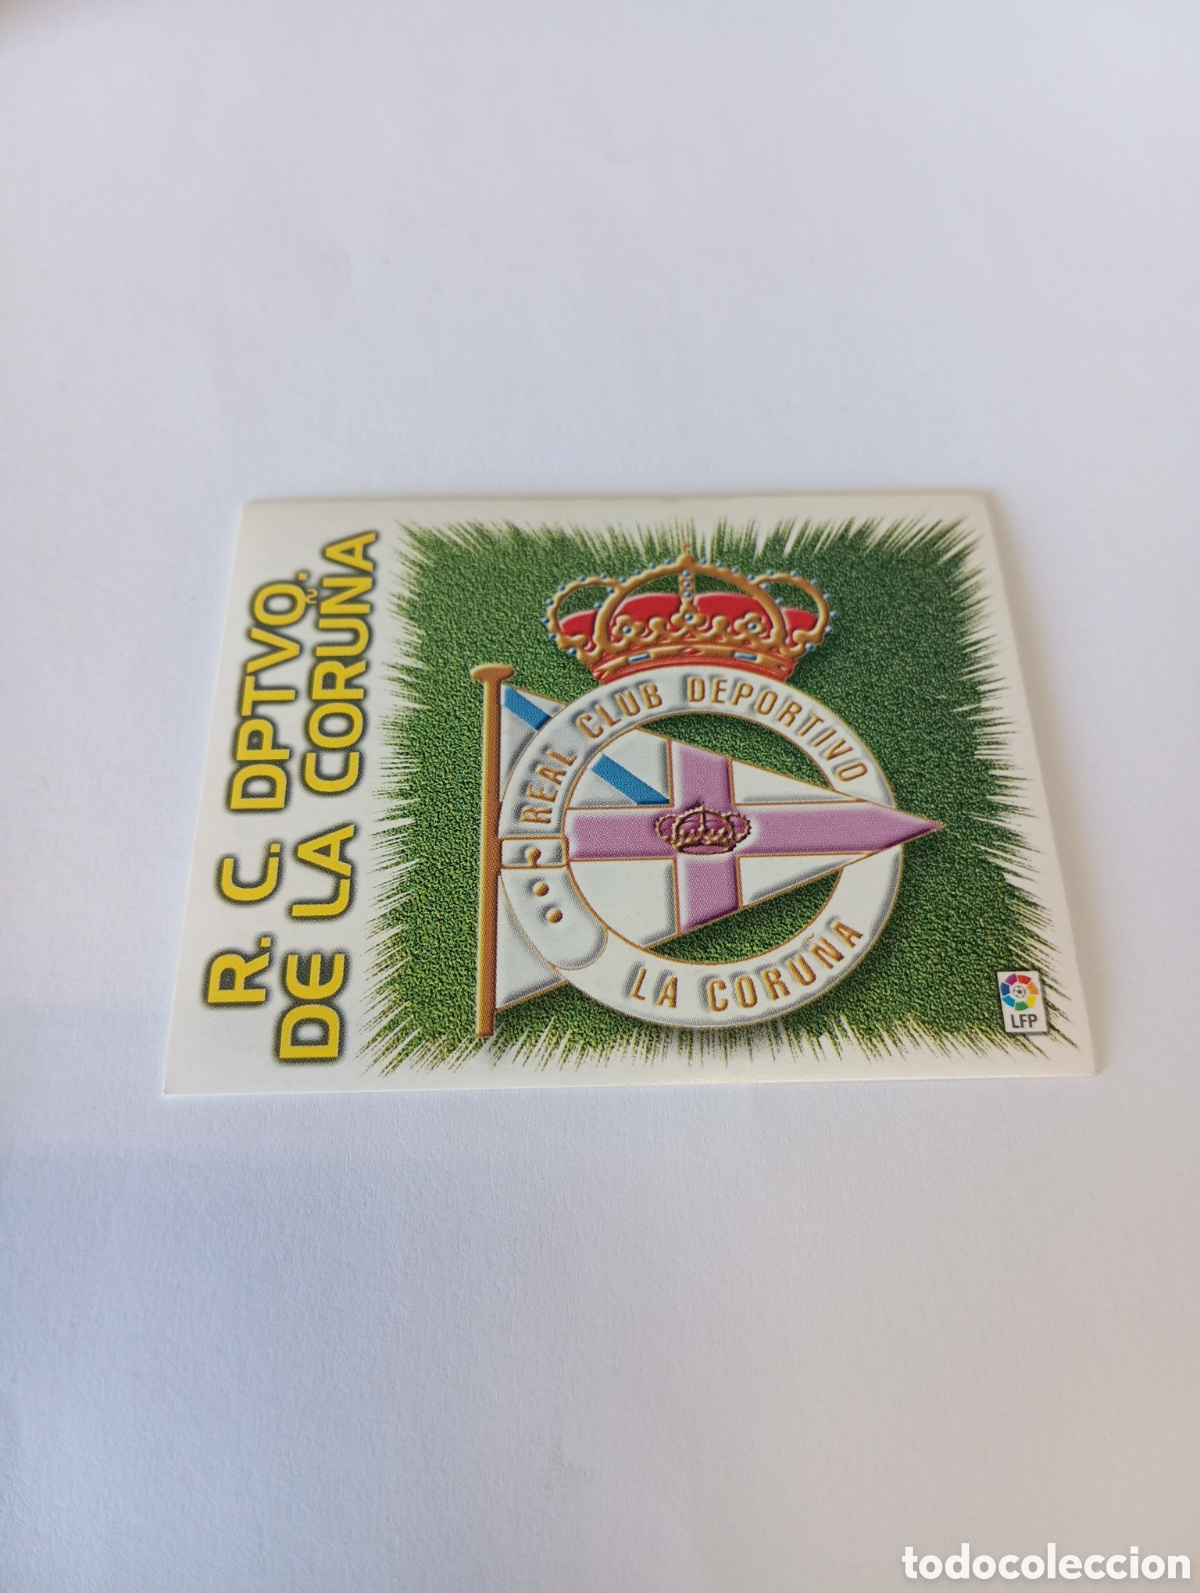 R. C. DPTVO.
DE LA CORUÑA
REAL CLUB DEPORTIVO
LA CORUÑA
LFP
todocoleccion